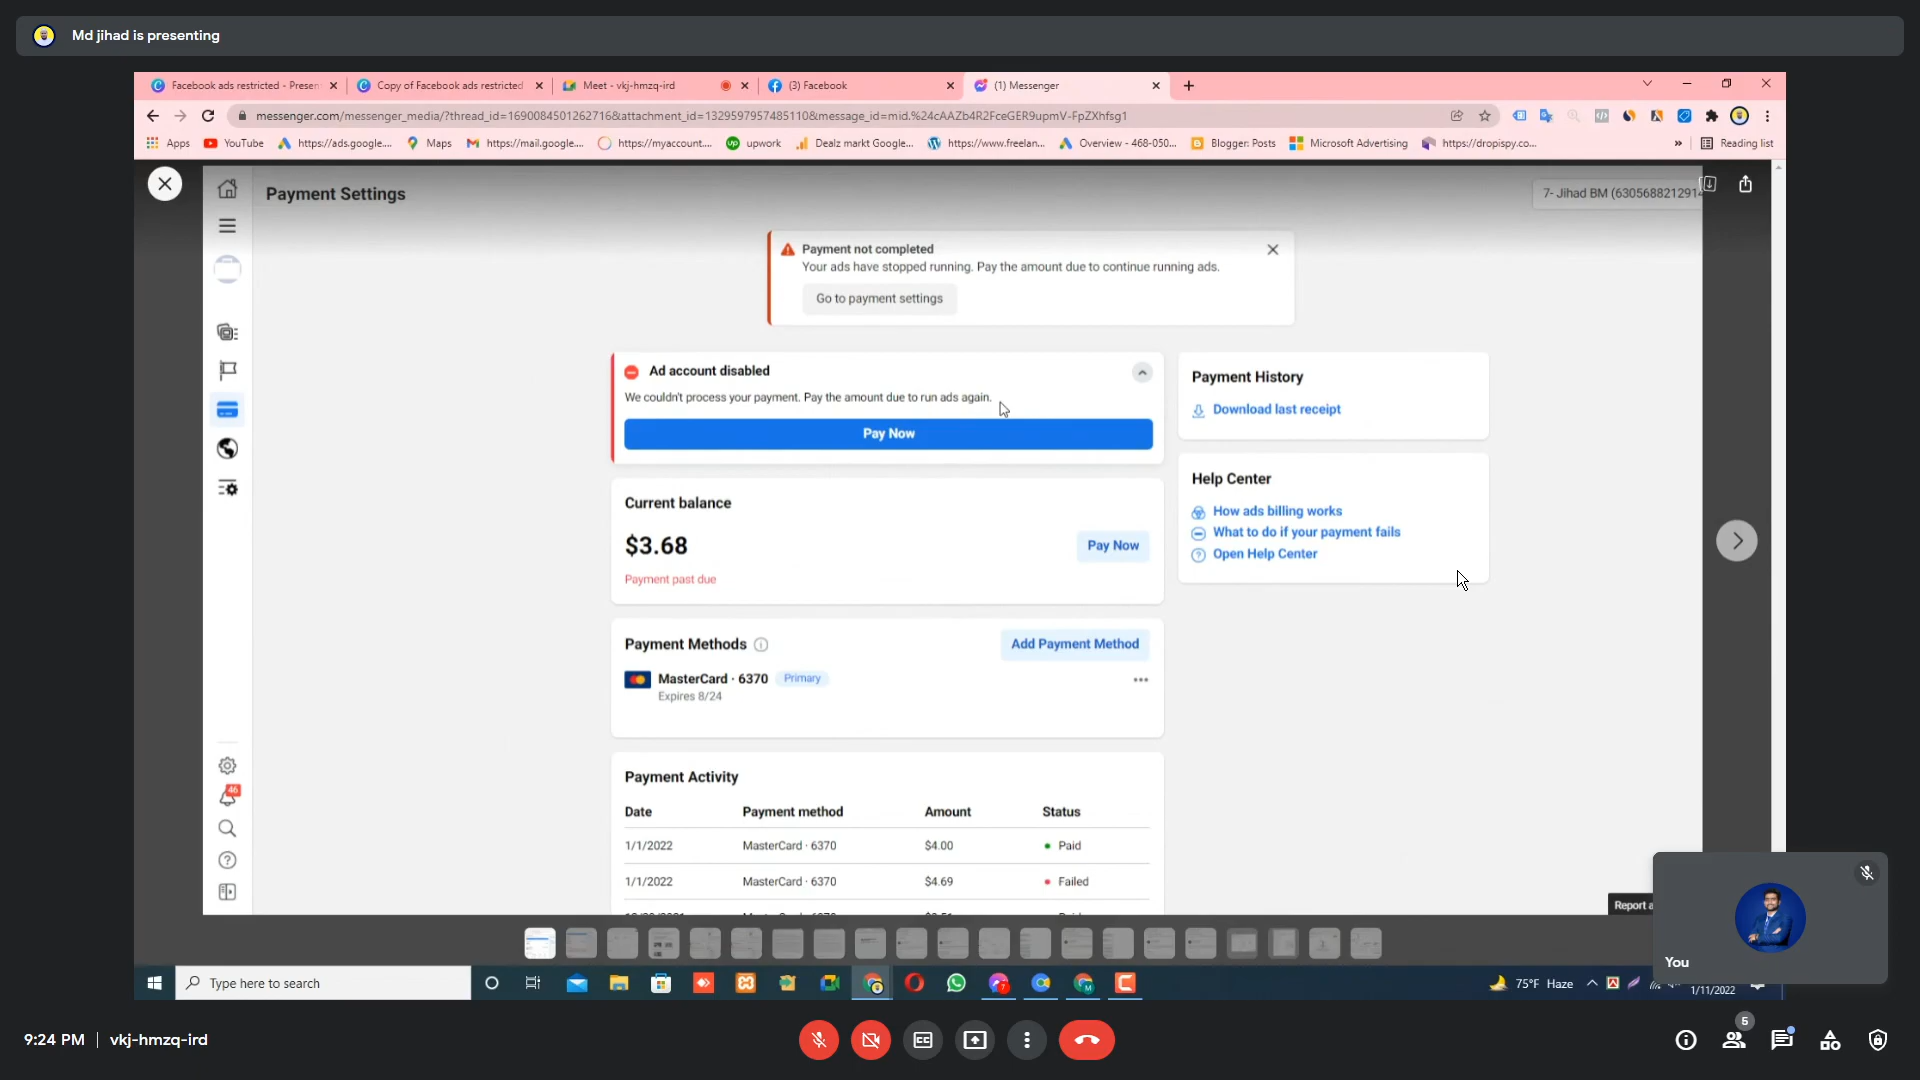 Md jihad is presenting
Facebook ads restricted - Presen
Copy of Facebook ads restricted
Meet - vkj-hmzq-ird
(3) Facebook
(1) Messenger
messenger.com/messenger_media/?thread_id=1690084501262716&attachment_id=1329597957485110&message_id=mid.%24cAAZb4R2FceGER9upmV-FpZXhfsg1
Apps
YouTube
https://ads.google....
Maps
https://mail.google....
https://myaccount....
upwork
Dealz markt Google...
https://www.freelan...
Overview - 468-050...
Blogger: Posts
Microsoft Advertising
https://dropispy.co...
»
Reading list
Payment Settings
7- Jihad BM (6305688212914
Payment not completed
Your ads have stopped running. Pay the amount due to continue running ads.
Go to payment settings
Ad account disabled
We couldn't process your payment. Pay the amount due to run ads again.
Pay Now
Payment History
Download last receipt
Current balance
$3.68
Pay Now
Payment past due
Help Center
How ads billing works
What to do if your payment fails
Open Help Center
Payment Methods
Add Payment Method
MasterCard · 6370 Primary
Expires 8/24
Payment Activity
Date Payment method Amount Status
1/1/2022 MasterCard · 6370 $4.00 Paid
1/1/2022 MasterCard · 6370 $4.69 Failed
46
Report a
You
Type here to search
75°F Haze
1/11/2022
9:24 PM | vkj-hmzq-ird
5